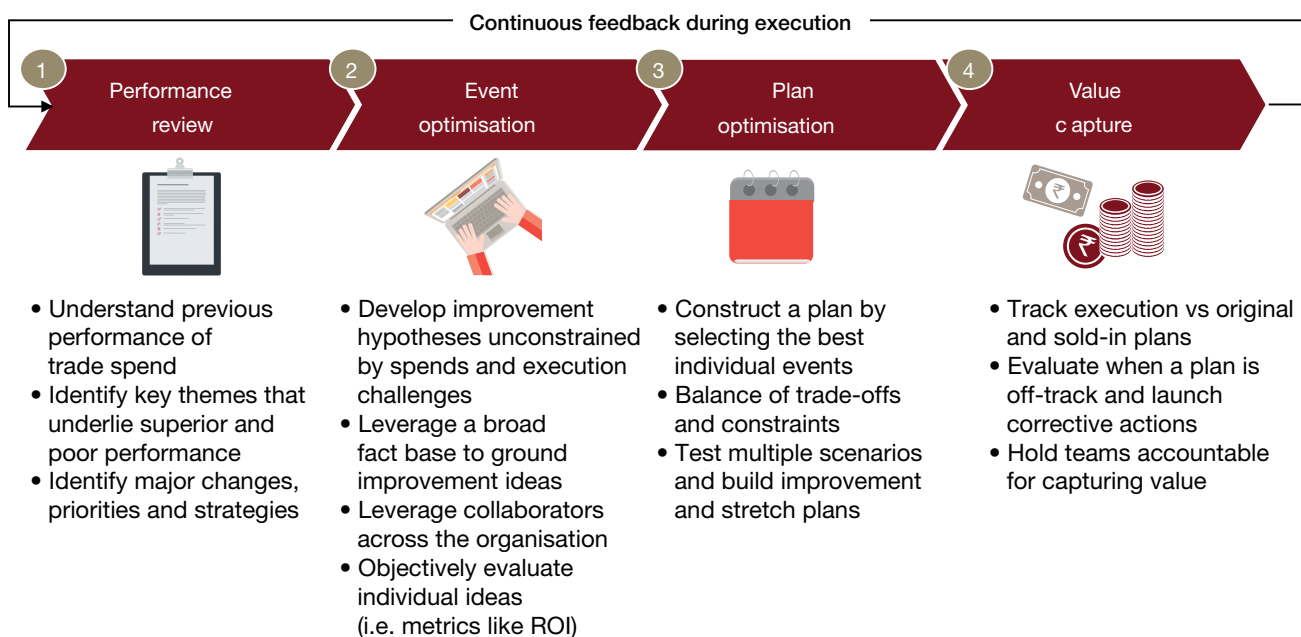 Continuous feedback during execution
1
Performance
review
2
Event
optimisation
3
Plan
optimisation
4
Value
c apture
₹
₹
• Understand previous
performance of
trade spend
• Identify key themes that
underlie superior and
poor performance
• Identify major changes,
priorities and strategies
• Develop improvement
hypotheses unconstrained
by spends and execution
challenges
• Leverage a broad
fact base to ground
improvement ideas
• Leverage collaborators
across the organisation
• Objectively evaluate
individual ideas
(i.e. metrics like ROI)
• Construct a plan by
selecting the best
individual events
• Balance of trade-offs
and constraints
• Test multiple scenarios
and build improvement
and stretch plans
• Track execution vs original
and sold-in plans
• Evaluate when a plan is
off-track and launch
corrective actions
• Hold teams accountable
for capturing value